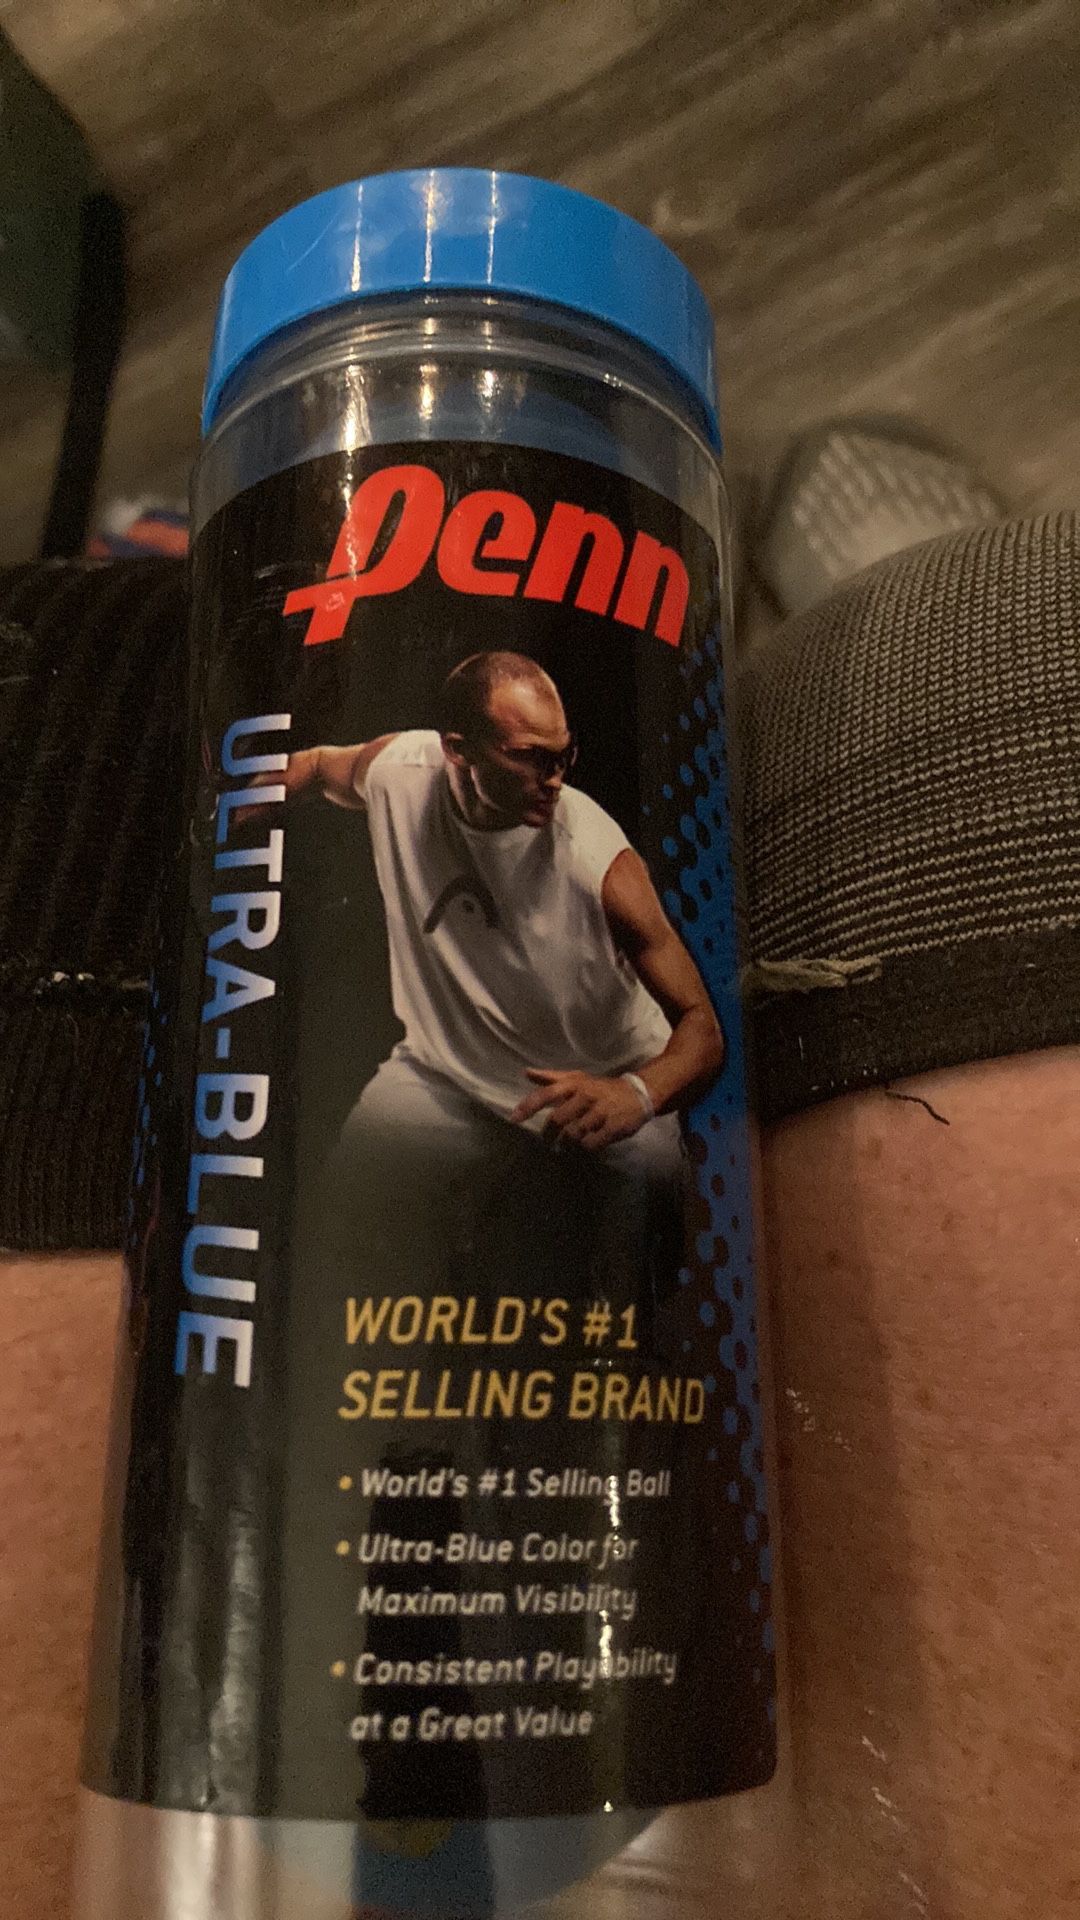 Penn
ULTRA-BLUE
WORLD'S #1
SELLING BRAND
• World's #1 Selling Ball
• Ultra-Blue Color for
Maximum Visibility
• Consistent Playability
at a Great Value